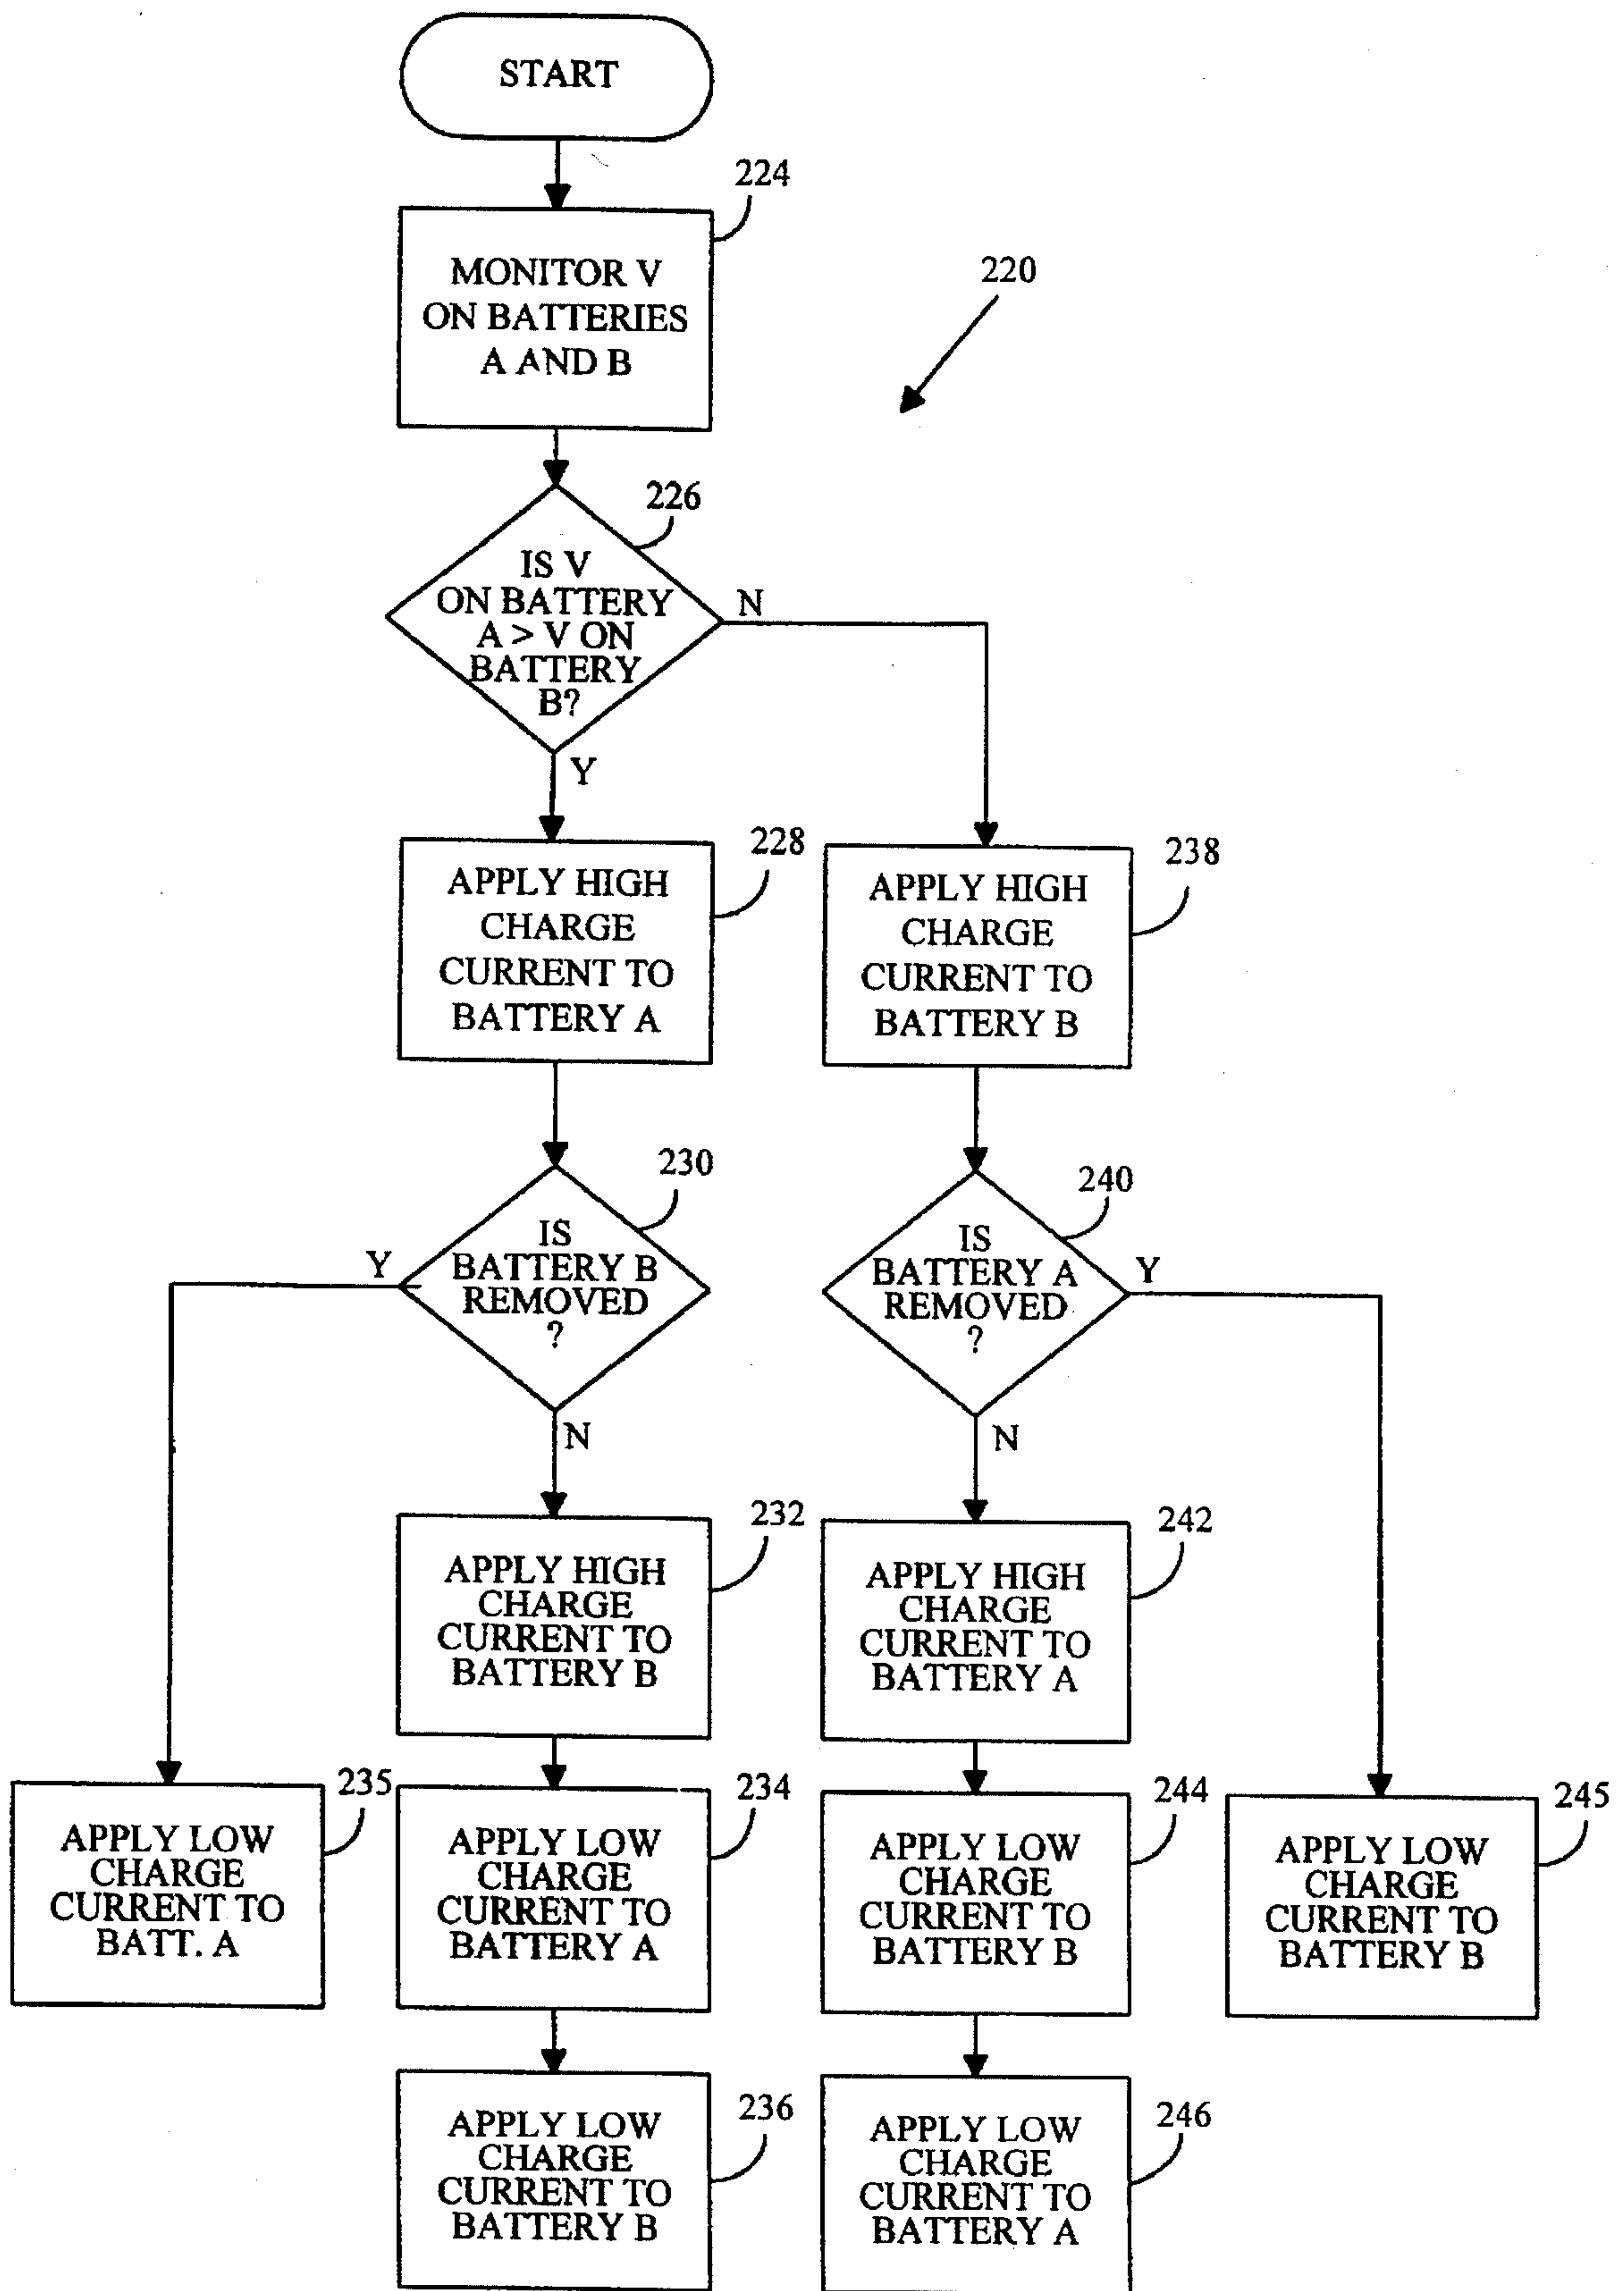 START
224
MONITOR V
ON BATTERIES
A AND B
220
226
IS V
ON BATTERY
A > V ON
BATTERY
B?
N
Y
228
APPLY HIGH
CHARGE
CURRENT TO
BATTERY A
238
APPLY HIGH
CHARGE
CURRENT TO
BATTERY B
230
IS
BATTERY B
REMOVED
?
Y
N
240
IS
BATTERY A
REMOVED
?
Y
N
232
APPLY HIGH
CHARGE
CURRENT TO
BATTERY B
242
APPLY HIGH
CHARGE
CURRENT TO
BATTERY A
235
APPLY LOW
CHARGE
CURRENT TO
BATT. A
234
APPLY LOW
CHARGE
CURRENT TO
BATTERY A
244
APPLY LOW
CHARGE
CURRENT TO
BATTERY B
245
APPLY LOW
CHARGE
CURRENT TO
BATTERY B
236
APPLY LOW
CHARGE
CURRENT TO
BATTERY B
246
APPLY LOW
CHARGE
CURRENT TO
BATTERY A